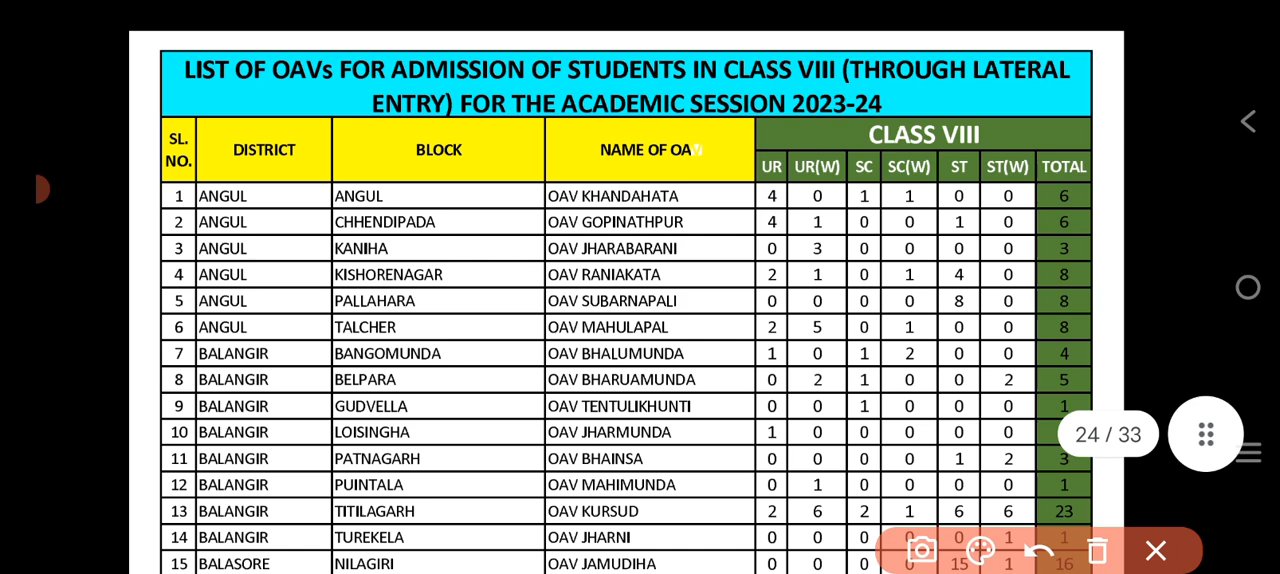 LIST OF OAVs FOR ADMISSION OF STUDENTS IN CLASS VIII (THROUGH LATERAL
ENTRY) FOR THE ACADEMIC SESSION 2023-24
SL. NO. DISTRICT BLOCK NAME OF OAV CLASS VIII
UR UR(W) SC SC(W) ST ST(W) TOTAL
1 ANGUL ANGUL OAV KHANDAHATA 4 0 1 1 0 0 6
2 ANGUL CHHENDIPADA OAV GOPINATHPUR 4 1 0 0 1 0 6
3 ANGUL KANIHA OAV JHARABARANI 0 3 0 0 0 0 3
4 ANGUL KISHORENAGAR OAV RANIAKATA 2 1 0 1 4 0 8
5 ANGUL PALLAHARA OAV SUBARNAPALI 0 0 0 0 8 0 8
6 ANGUL TALCHER OAV MAHULAPAL 2 5 0 1 0 0 8
7 BALANGIR BANGOMUNDA OAV BHALUMUNDA 1 0 1 2 0 0 4
8 BALANGIR BELPARA OAV BHARUAMUNDA 0 2 1 0 0 2 5
9 BALANGIR GUDVELLA OAV TENTULIKHUNTI 0 0 1 0 0 0 1
10 BALANGIR LOISINGHA OAV JHARMUNDA 1 0 0 0 0 0
24 / 33
11 BALANGIR PATNAGARH OAV BHAINSA 0 0 0 0 1 2 3
12 BALANGIR PUINTALA OAV MAHIMUNDA 0 1 0 0 0 0 1
13 BALANGIR TITILAGARH OAV KURSUD 2 6 2 1 6 6 23
14 BALANGIR TUREKELA OAV JHARNI 0 0 0 0 0 1 1
15 BALASORE NILAGIRI OAV JAMUDIHA 0 0 0 0 15 1 16